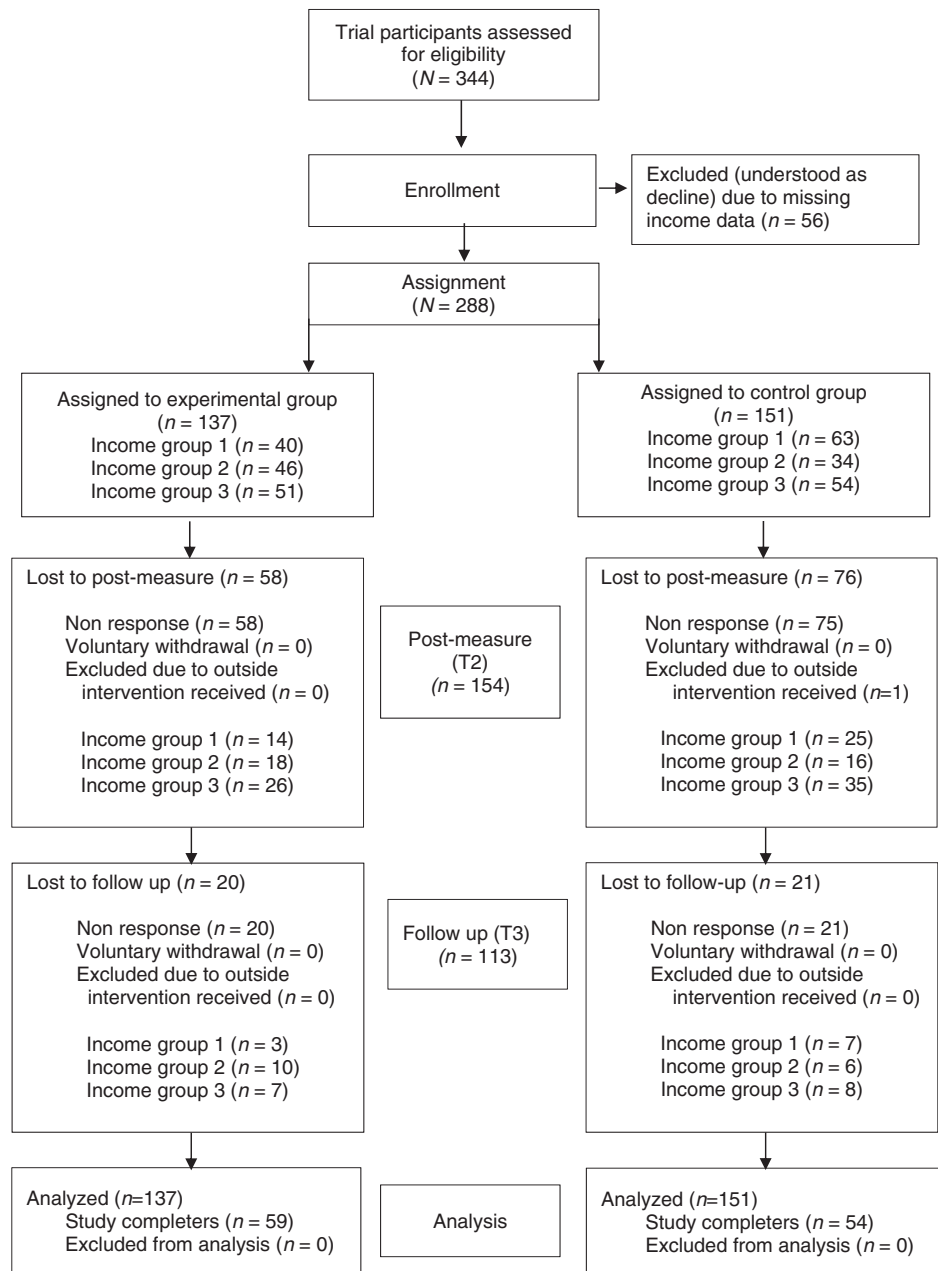 Trial participants assessed
for eligibility
(N = 344)
Enrollment
Excluded (understood as
decline) due to missing
income data (n = 56)
Assignment
(N = 288)
Assigned to experimental group
(n = 137)
Income group 1 (n = 40)
Income group 2 (n = 46)
Income group 3 (n = 51)
Assigned to control group
(n = 151)
Income group 1 (n = 63)
Income group 2 (n = 34)
Income group 3 (n = 54)
Lost to post-measure (n = 58)
Non response (n = 58)
Voluntary withdrawal (n = 0)
Excluded due to outside
intervention received (n = 0)
Income group 1 (n = 14)
Income group 2 (n = 18)
Income group 3 (n = 26)
Post-measure
(T2)
(n = 154)
Lost to post-measure (n = 76)
Non response (n = 75)
Voluntary withdrawal (n = 0)
Excluded due to outside
intervention received (n=1)
Income group 1 (n = 25)
Income group 2 (n = 16)
Income group 3 (n = 35)
Lost to follow up (n = 20)
Non response (n = 20)
Voluntary withdrawal (n = 0)
Excluded due to outside
intervention received (n = 0)
Income group 1 (n = 3)
Income group 2 (n = 10)
Income group 3 (n = 7)
Follow up (T3)
(n = 113)
Lost to follow-up (n = 21)
Non response (n = 21)
Voluntary withdrawal (n = 0)
Excluded due to outside
intervention received (n = 0)
Income group 1 (n = 7)
Income group 2 (n = 6)
Income group 3 (n = 8)
Analyzed (n=137)
Study completers (n = 59)
Excluded from analysis (n = 0)
Analysis
Analyzed (n=151)
Study completers (n = 54)
Excluded from analysis (n = 0)